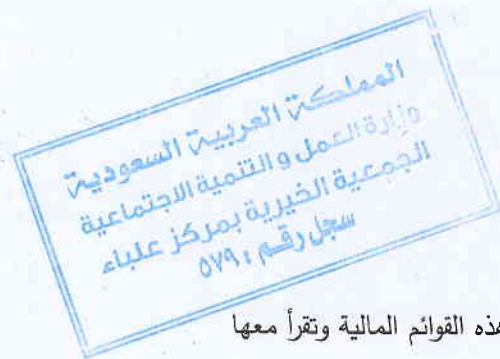 المملكة العربية السعودية
وزارة العمل و التنمية الاجتماعية
الجمعية الخيرية بمركز علباء
سجل رقم : ٥٧٩
هذه القوائم المالية وتقرأ معها